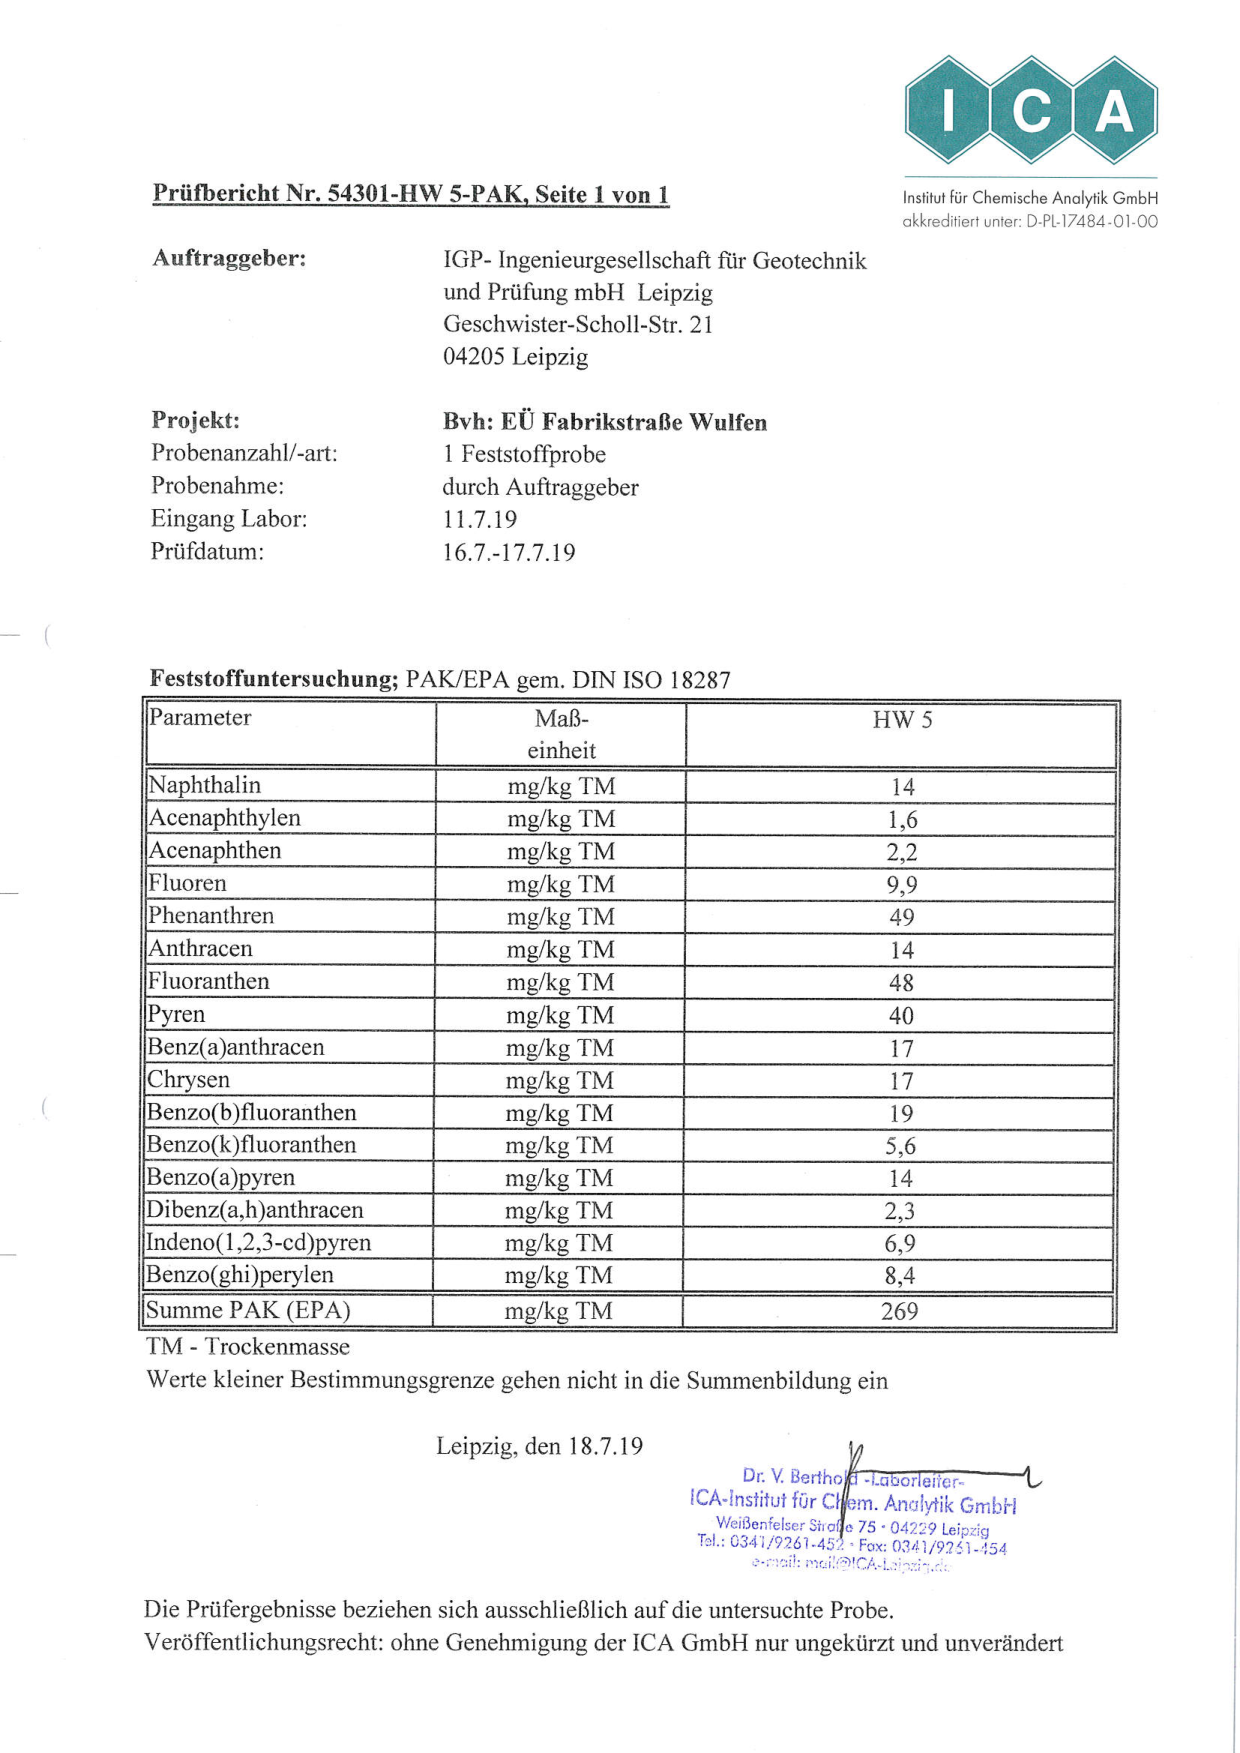 I C A
Institut für Chemische Analytik GmbH
akkreditiert unter: D-PL-17484-01-00
Prüfbericht Nr. 54301-HW 5-PAK, Seite 1 von 1
Auftraggeber: IGP- Ingenieurgesellschaft für Geotechnik
und Prüfung mbH Leipzig
Geschwister-Scholl-Str. 21
04205 Leipzig
Projekt: Bvh: EÜ Fabrikstraße Wulfen
Probenanzahl/-art: 1 Feststoffprobe
Probenahme: durch Auftraggeber
Eingang Labor: 11.7.19
Prüfdatum: 16.7.-17.7.19
Feststoffuntersuchung; PAK/EPA gem. DIN ISO 18287
Parameter Maß- HW 5
einheit
Naphthalin mg/kg TM 14
Acenaphthylen mg/kg TM 1,6
Acenaphthen mg/kg TM 2,2
Fluoren mg/kg TM 9,9
Phenanthren mg/kg TM 49
Anthracen mg/kg TM 14
Fluoranthen mg/kg TM 48
Pyren mg/kg TM 40
Benz(a)anthracen mg/kg TM 17
Chrysen mg/kg TM 17
Benzo(b)fluoranthen mg/kg TM 19
Benzo(k)fluoranthen mg/kg TM 5,6
Benzo(a)pyren mg/kg TM 14
Dibenz(a,h)anthracen mg/kg TM 2,3
Indeno(1,2,3-cd)pyren mg/kg TM 6,9
Benzo(ghi)perylen mg/kg TM 8,4
Summe PAK (EPA) mg/kg TM 269
TM - Trockenmasse
Werte kleiner Bestimmungsgrenze gehen nicht in die Summenbildung ein
Leipzig, den 18.7.19
Dr. V. Berthold -Laborleiter-
ICA-Institut für Chem. Analytik GmbH
Weißenfelser Straße 75 · 04229 Leipzig
Tel.: 0341/9261-452 · Fax: 0341/9261-454
e-mail: mail@ICA-Leipzig.de
Die Prüfergebnisse beziehen sich ausschließlich auf die untersuchte Probe.
Veröffentlichungsrecht: ohne Genehmigung der ICA GmbH nur ungekürzt und unverändert